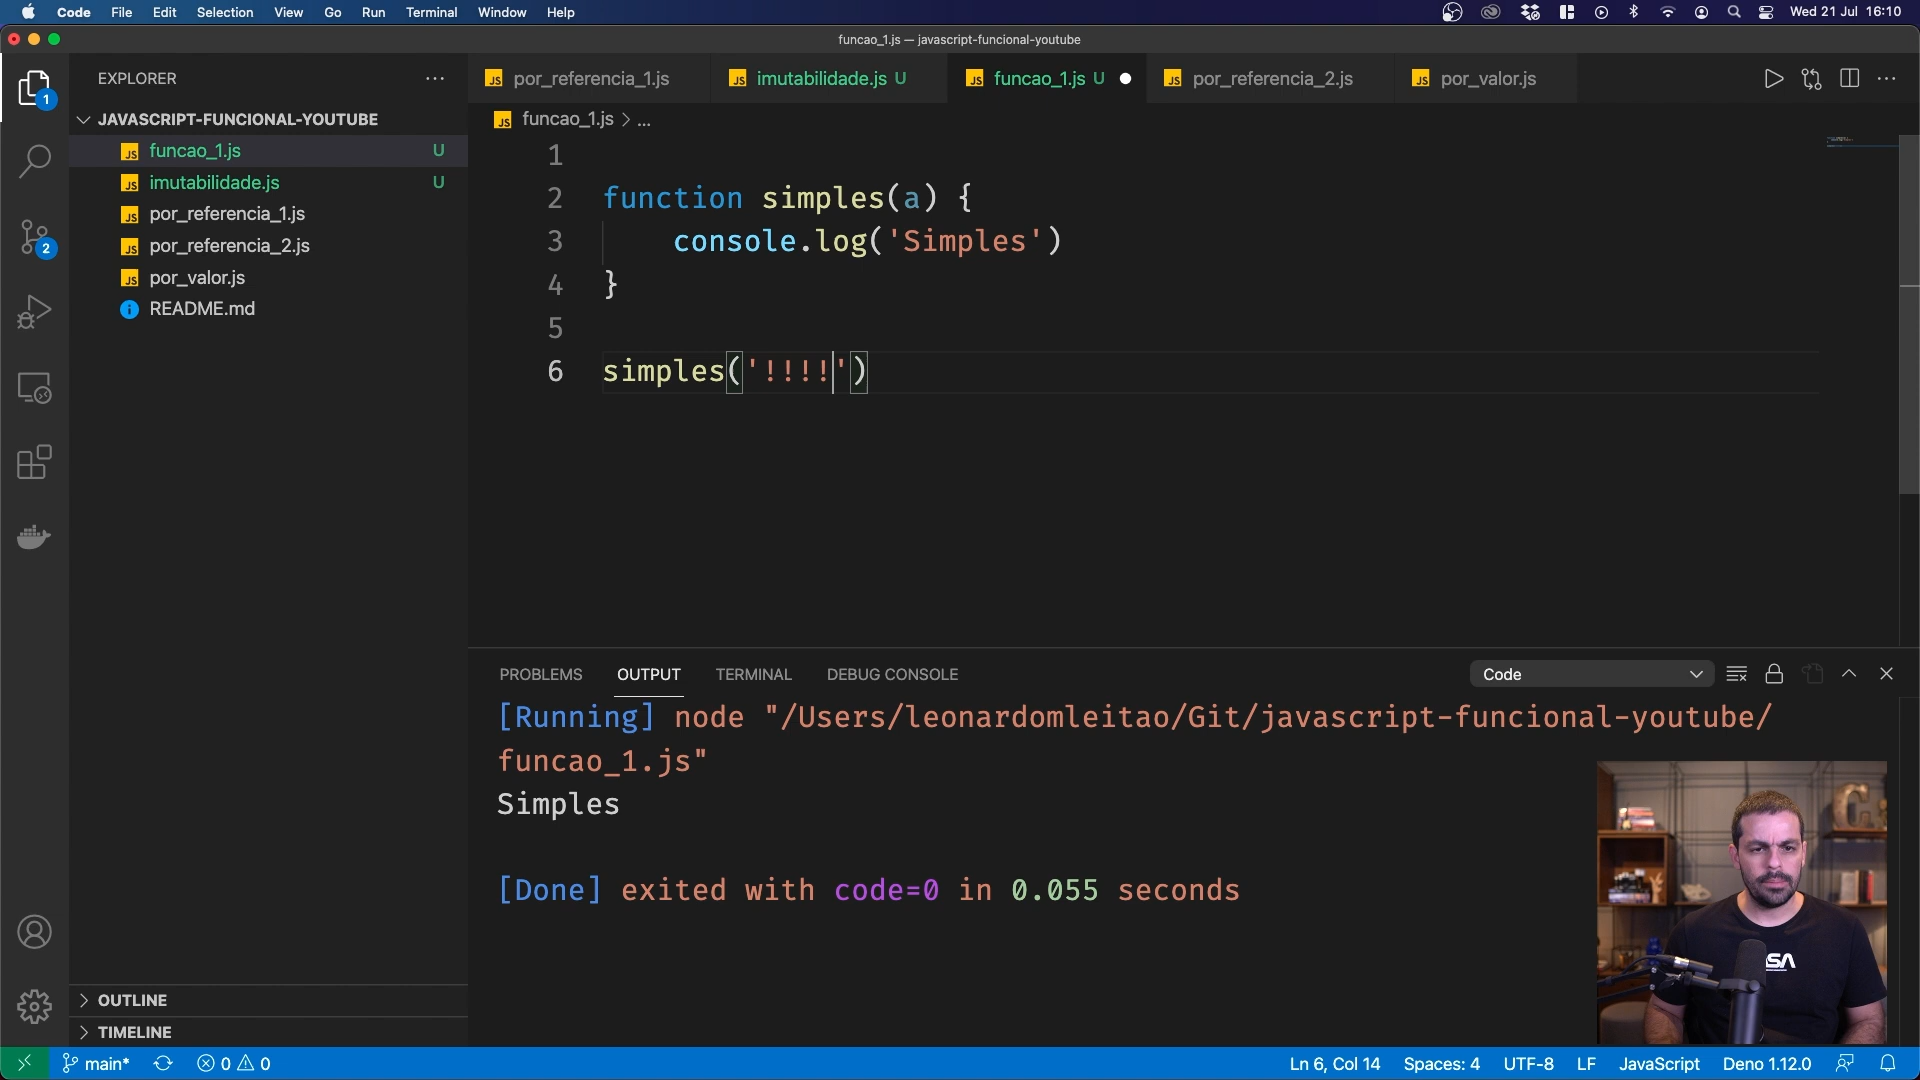 Code File Edit Selection View Go Run Terminal Window Help Wed 21 Jul 16:10
funcao_1.js — javascript-funcional-youtube
EXPLORER
por_referencia_1.js
imutabilidade.js U
funcao_1.js U
por_referencia_2.js
por_valor.js
1
JAVASCRIPT-FUNCIONAL-YOUTUBE
funcao_1.js U
imutabilidade.js U
por_referencia_1.js
por_referencia_2.js
por_valor.js
README.md
2
funcao_1.js > ...
1
2 function simples(a) {
3 console.log('Simples')
4 }
5
6 simples('!!!!')
PROBLEMS OUTPUT TERMINAL DEBUG CONSOLE Code
[Running] node "/Users/leonardomleitao/Git/javascript-funcional-youtube/
funcao_1.js"
Simples
[Done] exited with code=0 in 0.055 seconds
OUTLINE
TIMELINE
main* 0 0 Ln 6, Col 14 Spaces: 4 UTF-8 LF JavaScript Deno 1.12.0